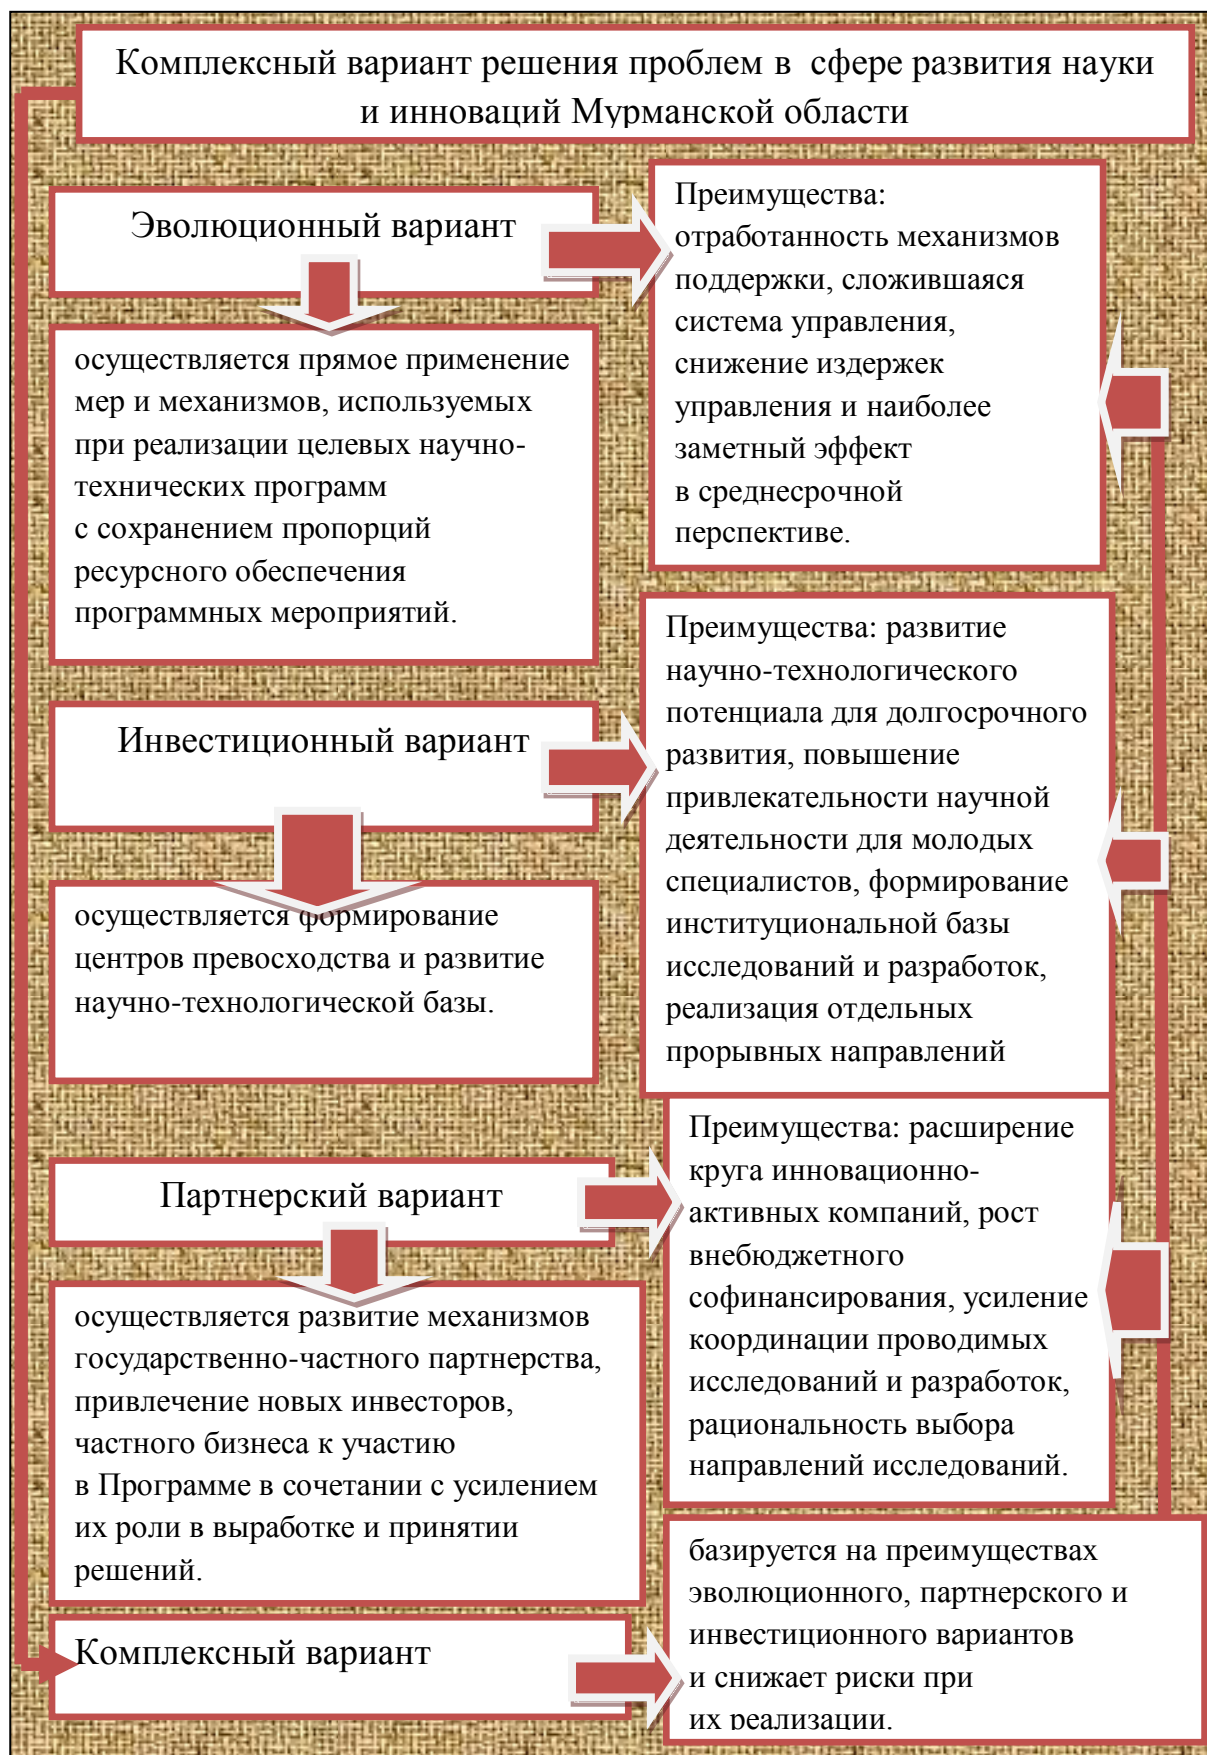 Комплексный вариант решения проблем в сфере развития науки
и инноваций Мурманской области
Эволюционный вариант
Преимущества:
отработанность механизмов
поддержки, сложившаяся
система управления,
снижение издержек
управления и наиболее
заметный эффект
в среднесрочной
перспективе.
осуществляется прямое применение
мер и механизмов, используемых
при реализации целевых научно-
технических программ
с сохранением пропорций
ресурсного обеспечения
программных мероприятий.
Инвестиционный вариант
Преимущества: развитие
научно-технологического
потенциала для долгосрочного
развития, повышение
привлекательности научной
деятельности для молодых
специалистов, формирование
институциональной базы
исследований и разработок,
реализация отдельных
прорывных направлений
осуществляется формирование
центров превосходства и развитие
научно-технологической базы.
Партнерский вариант
Преимущества: расширение
круга инновационно-
активных компаний, рост
внебюджетного
софинансирования, усиление
координации проводимых
исследований и разработок,
рациональность выбора
направлений исследований.
осуществляется развитие механизмов
государственно-частного партнерства,
привлечение новых инвесторов,
частного бизнеса к участию
в Программе в сочетании с усилением
их роли в выработке и принятии
решений.
Комплексный вариант
базируется на преимуществах
эволюционного, партнерского и
инвестиционного вариантов
и снижает риски при
их реализации.